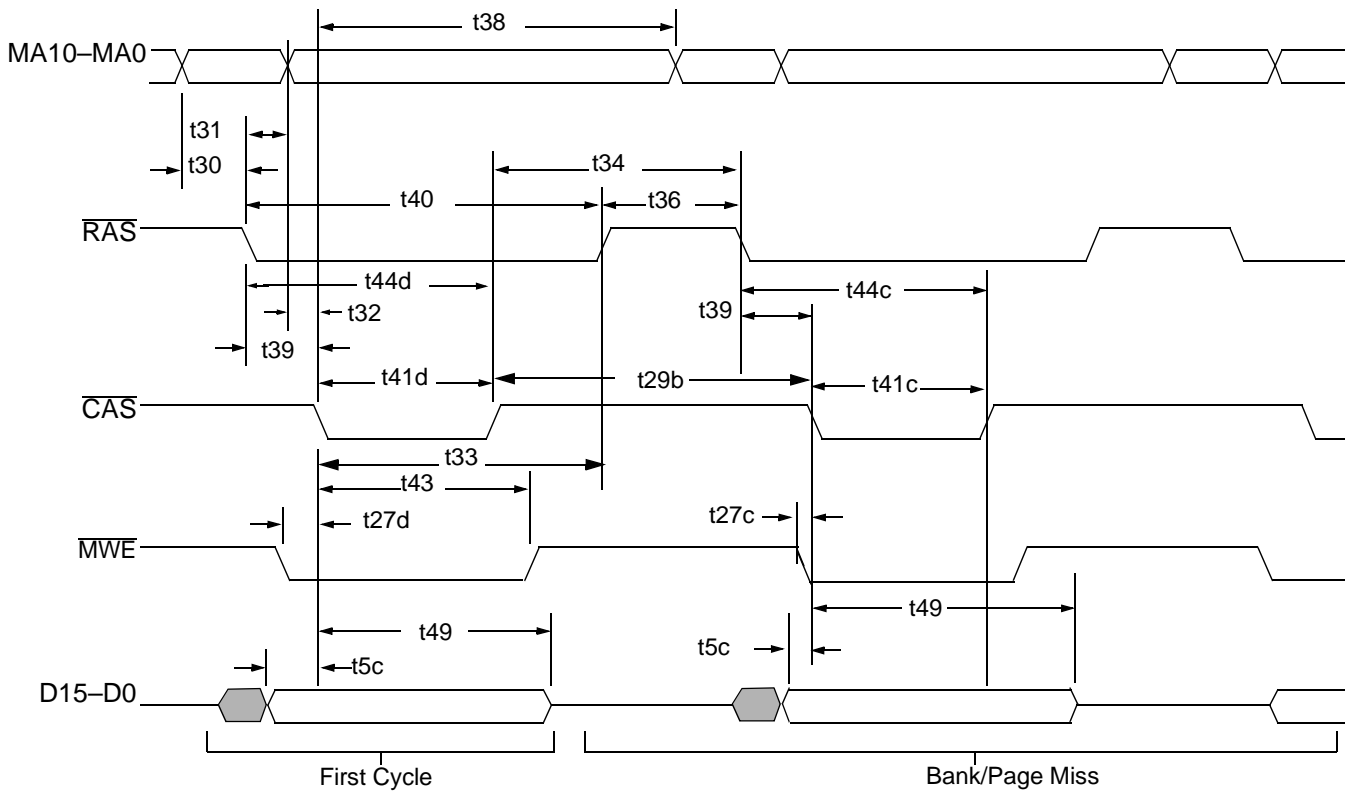 t38
MA10–MA0
t31
t30
t34
t40
t36
RAS
t44d
t44c
t32
t39
t39
t41d
t29b
t41c
CAS
t33
t43
t27d
t27c
MWE
t49
t49
t5c
t5c
D15–D0
First Cycle
Bank/Page Miss